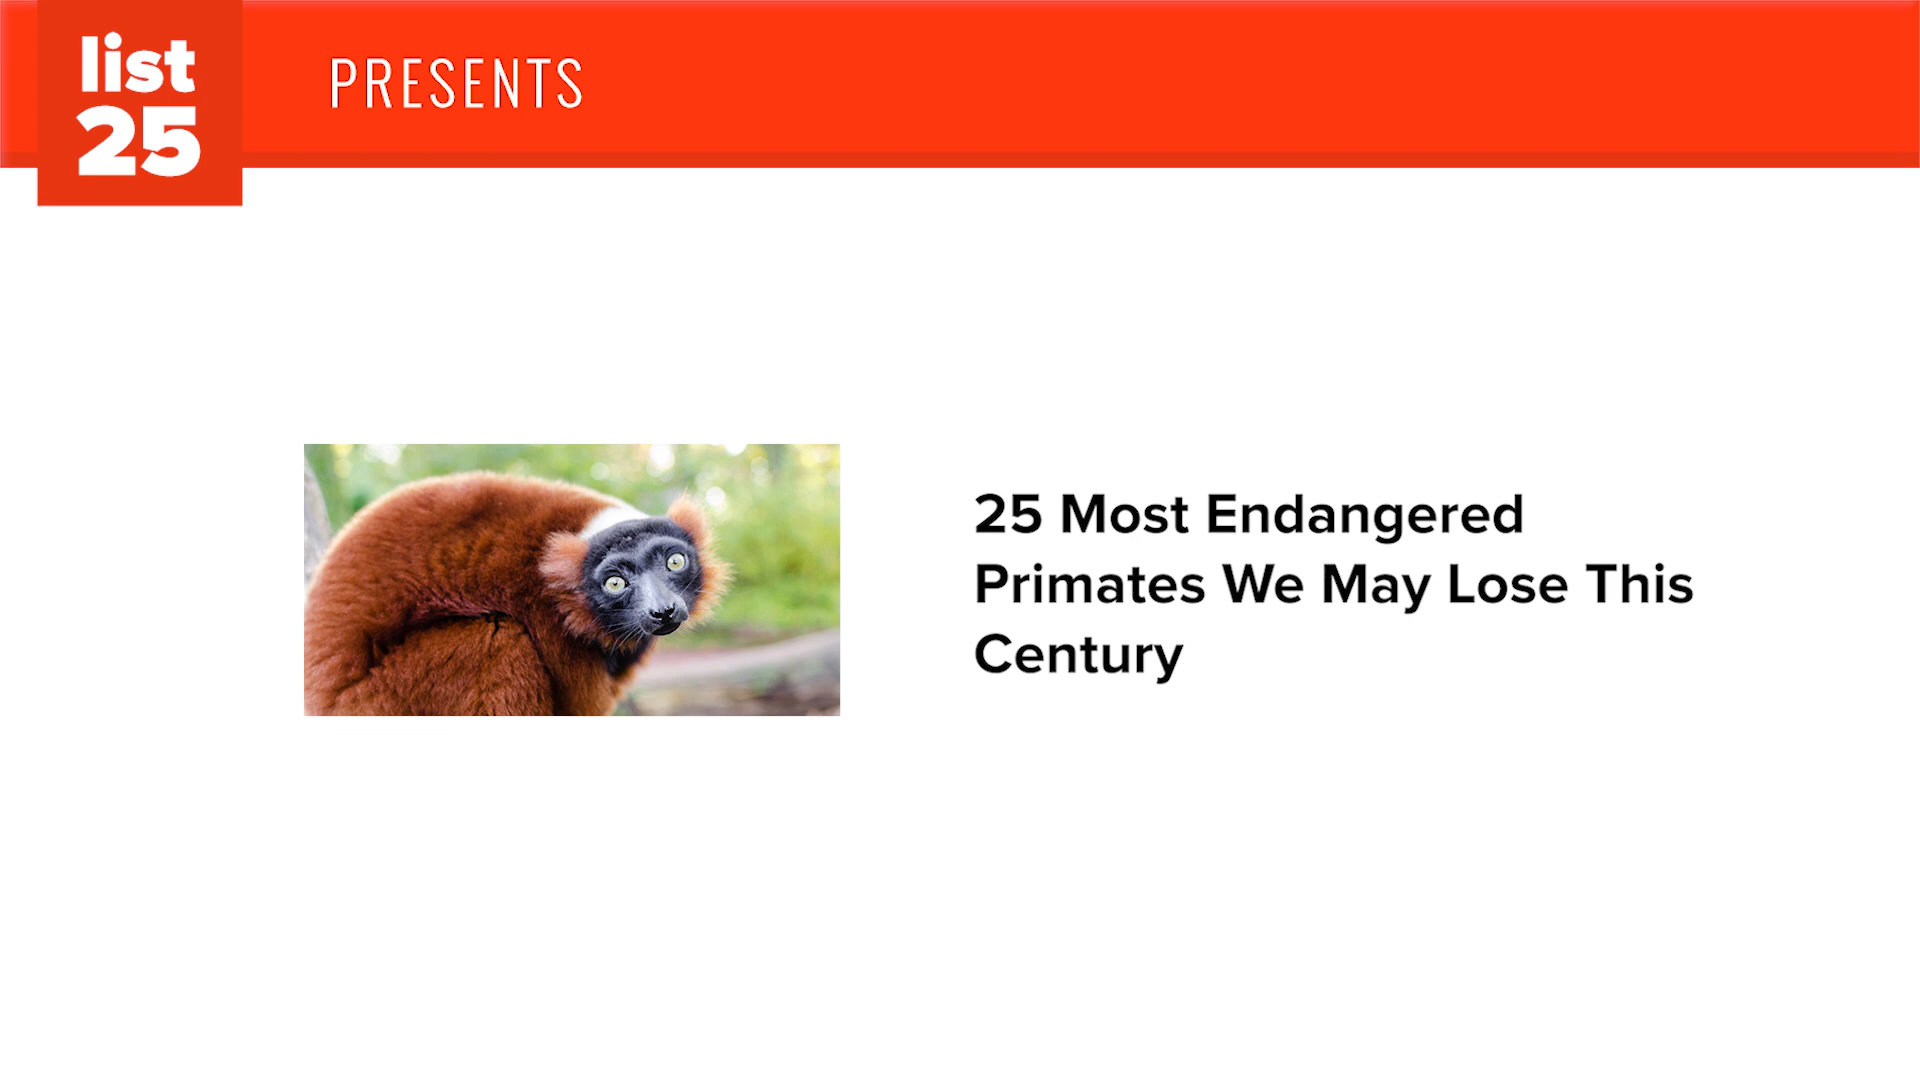 list
25
PRESENTS
25 Most Endangered
Primates We May Lose This
Century